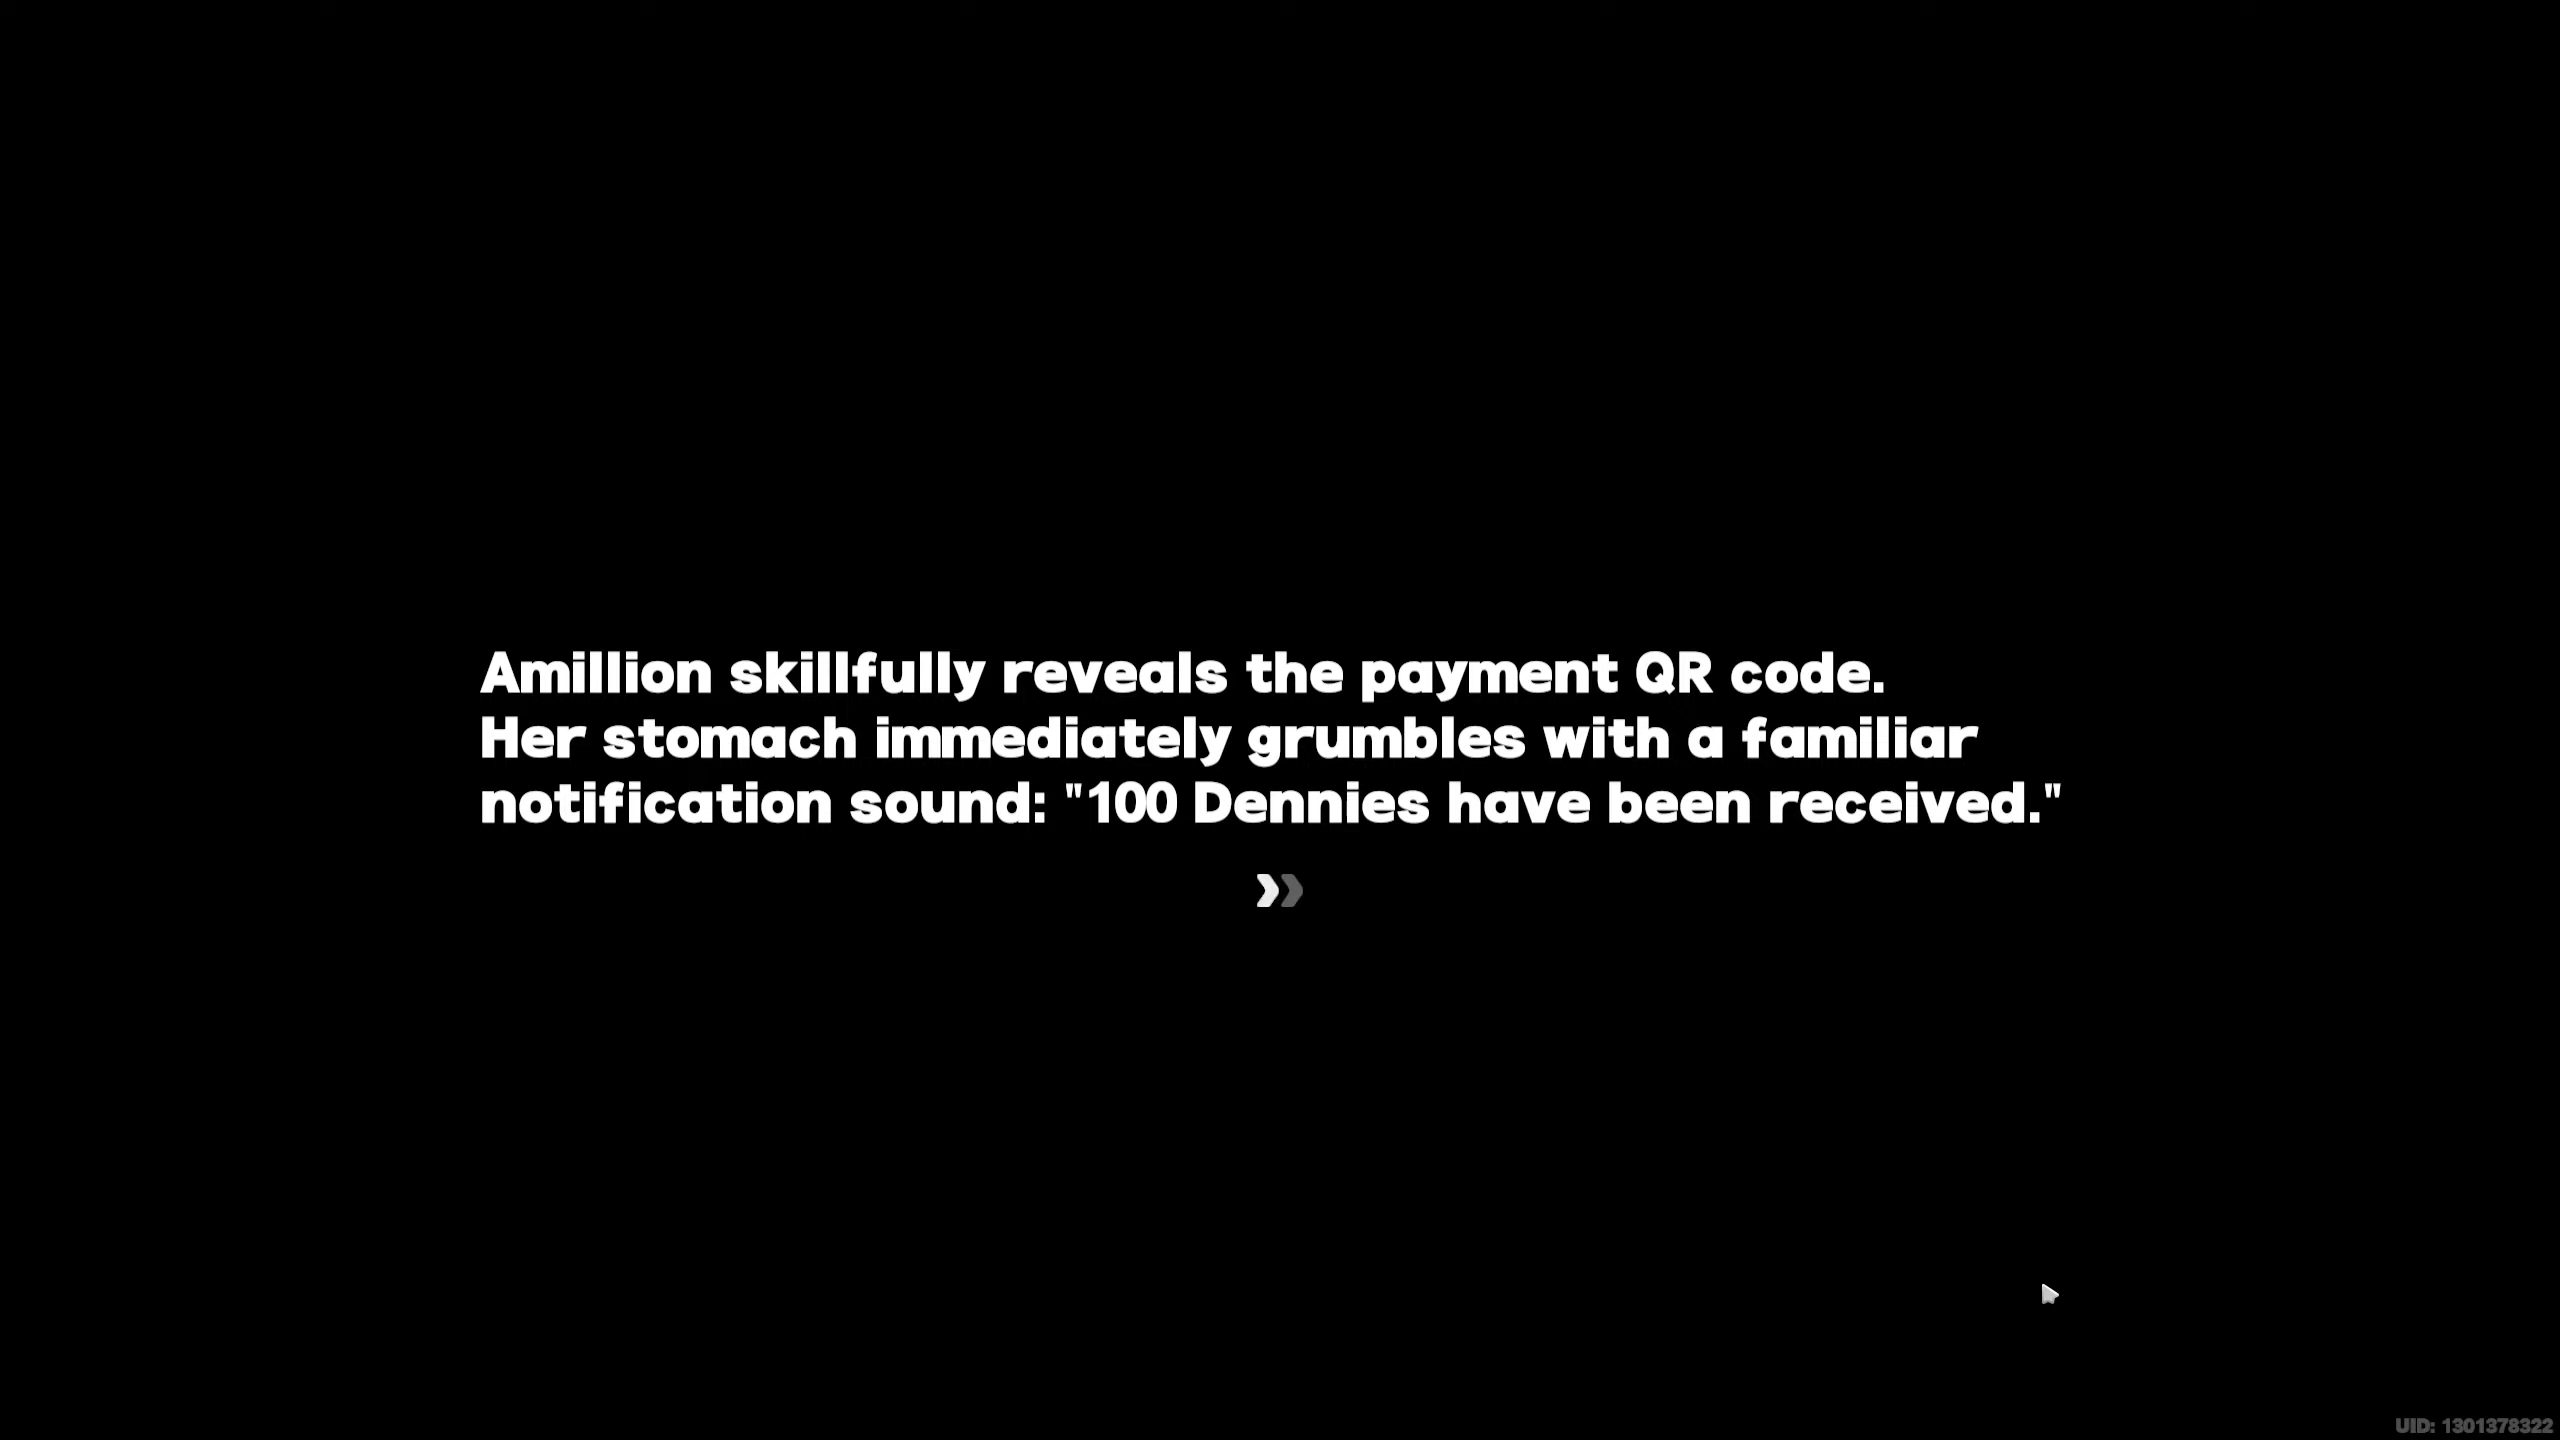 Amillion skillfully reveals the payment QR code.
Her stomach immediately grumbles with a familiar
notification sound: "100 Dennies have been received."
UID: 1301378322